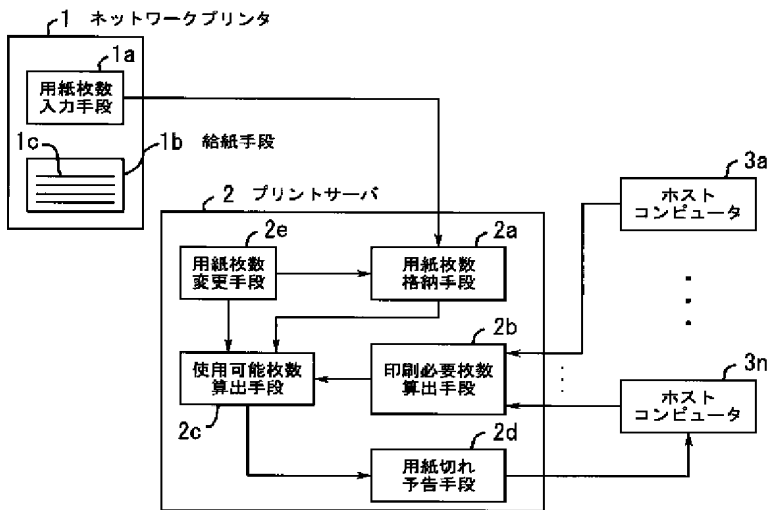 1 ネットワークプリンタ
1a
用紙枚数
入力手段
1c
1b 給紙手段
2 プリントサーバ
3a
ホスト
コンピュータ
2e
用紙枚数
変更手段
2a
用紙枚数
格納手段
使用可能枚数
算出手段
2c
2b
印刷必要枚数
算出手段
3n
ホスト
コンピュータ
2d
用紙切れ
予告手段